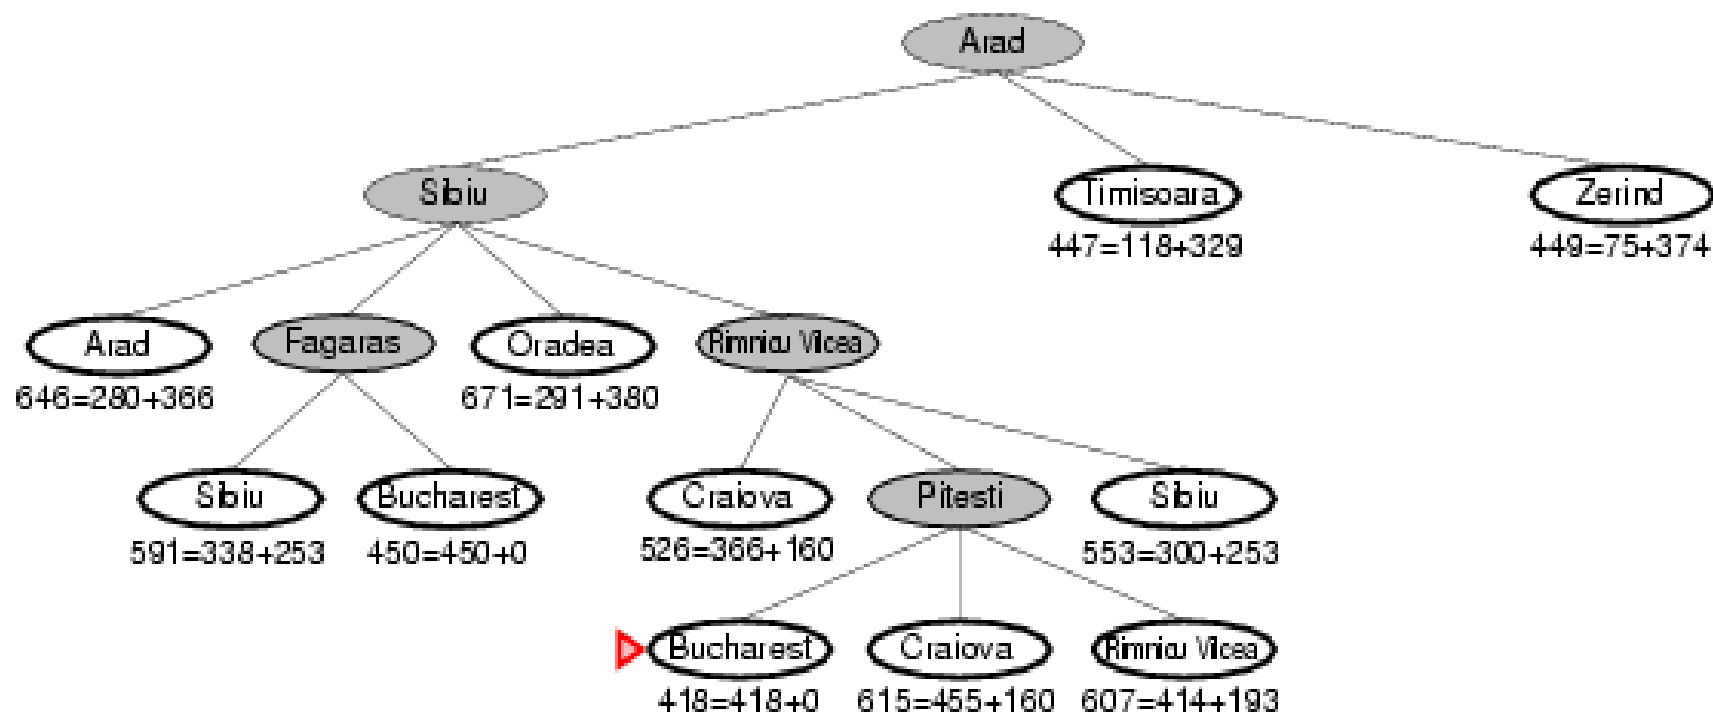 Arad
Sibiu
Timisoara
Zerind
447=118+329
449=75+374
Arad
Fagaras
Oradea
Rimnicu Vilcea
646=280+366
671=291+380
Sibiu
Bucharest
Craiova
Pitesti
Sibiu
591=338+253
450=450+0
526=366+160
553=300+253
Bucharest
Craiova
Rimnicu Vilcea
418=418+0
615=455+160
607=414+193